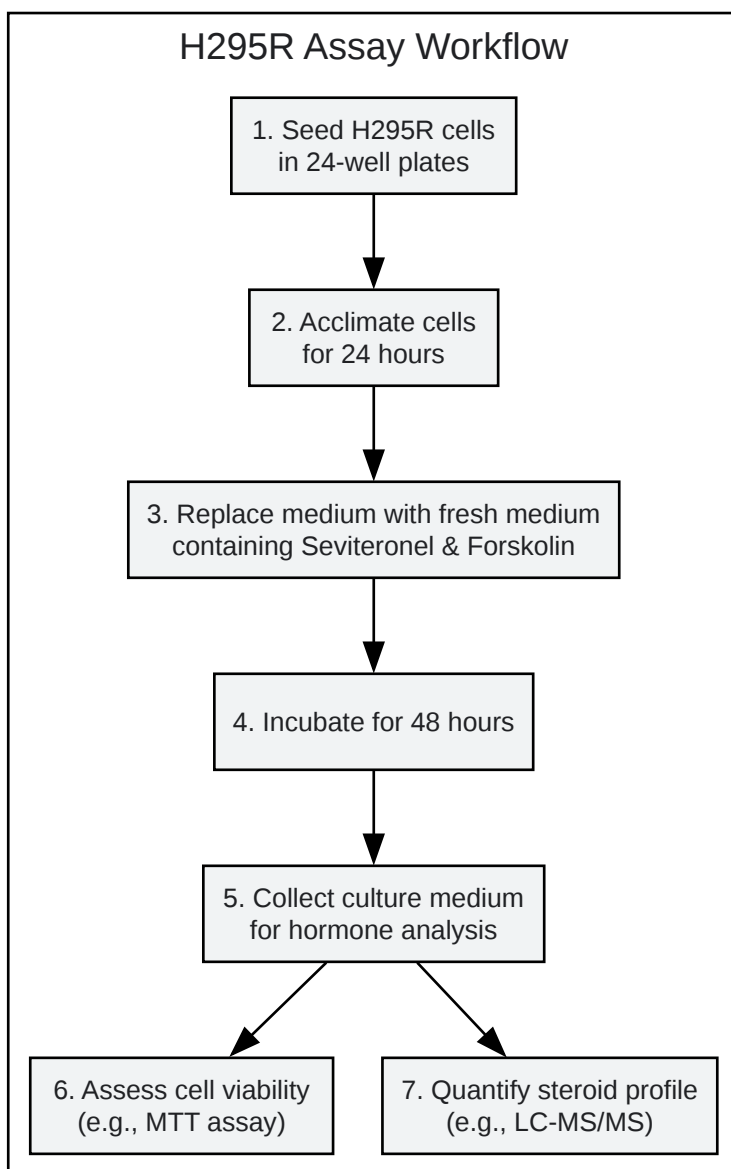 H295R Assay Workflow
1. Seed H295R cells
in 24-well plates
2. Acclimate cells
for 24 hours
3. Replace medium with fresh medium
containing Seviteronel & Forskolin
4. Incubate for 48 hours
5. Collect culture medium
for hormone analysis
6. Assess cell viability
(e.g., MTT assay)
7. Quantify steroid profile
(e.g., LC-MS/MS)